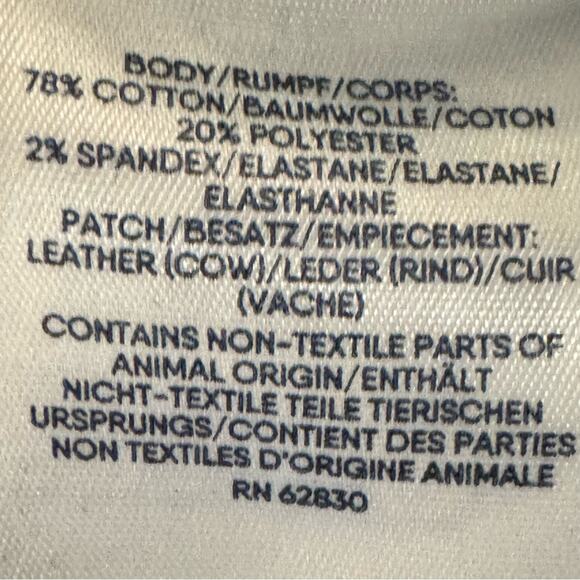 BODY/RUMPF/CORPS:
78% COTTON/BAUMWOLLE/COTON
20% POLYESTER
2% SPANDEX/ELASTANE/ELASTANE/
ELASTHANNE
PATCH/BESATZ/EMPIECEMENT:
LEATHER (COW)/LEDER (RIND)/CUIR
(VACHE)
CONTAINS NON-TEXTILE PARTS OF
ANIMAL ORIGIN/ENTHÄLT
NICHT-TEXTILE TEILE TIERISCHEN
URSPRUNGS/CONTIENT DES PARTIES
NON TEXTILES D'ORIGINE ANIMALE
RN 62830